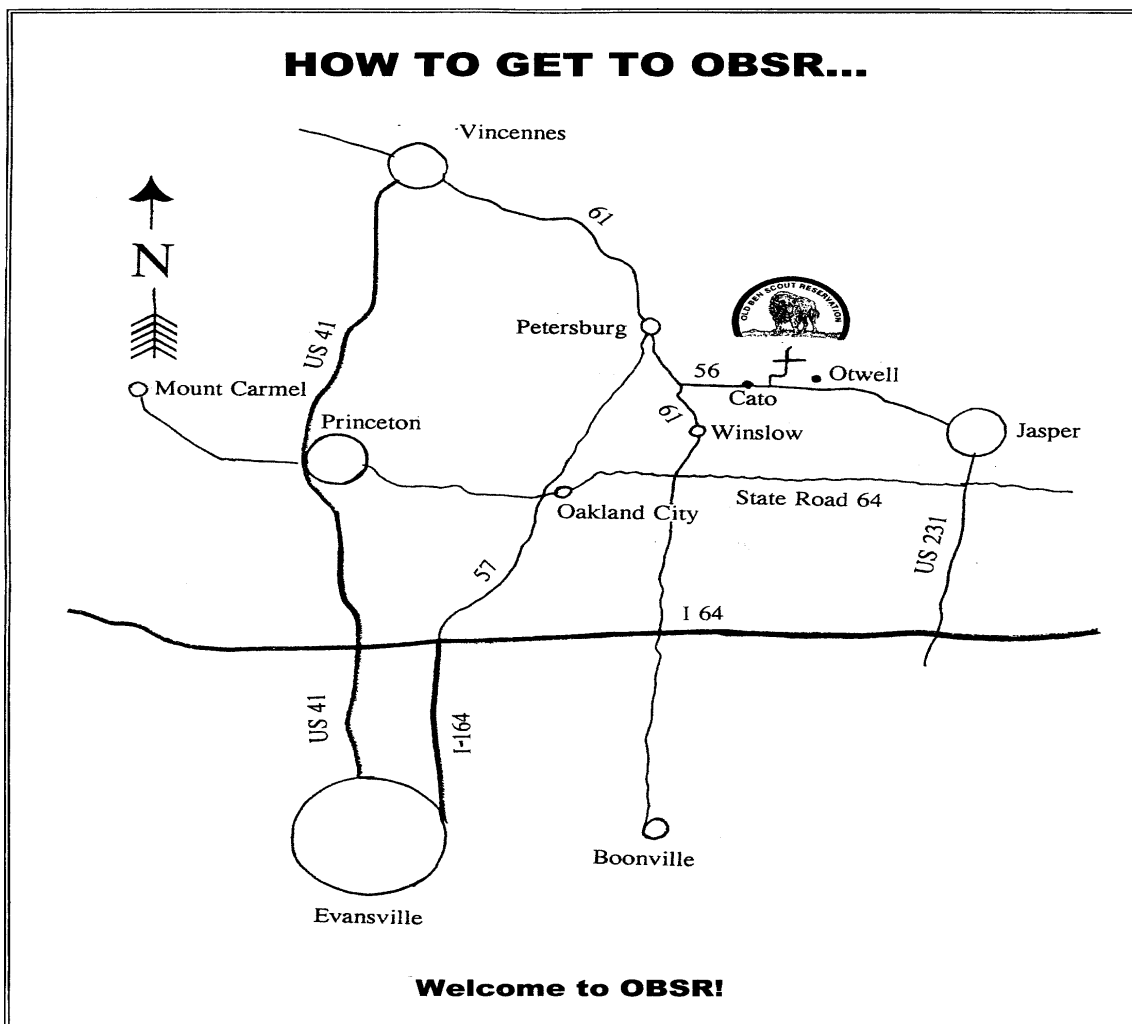 HOW TO GET TO OBSR...
Vincennes
61
N
OLD BEN SCOUT RESERVATION
Petersburg
US 41
56
Otwell
Mount Carmel
Cato
61
Princeton
Winslow
Jasper
State Road 64
Oakland City
US 231
57
I 64
US 41
I-164
Boonville
Evansville
Welcome to OBSR!